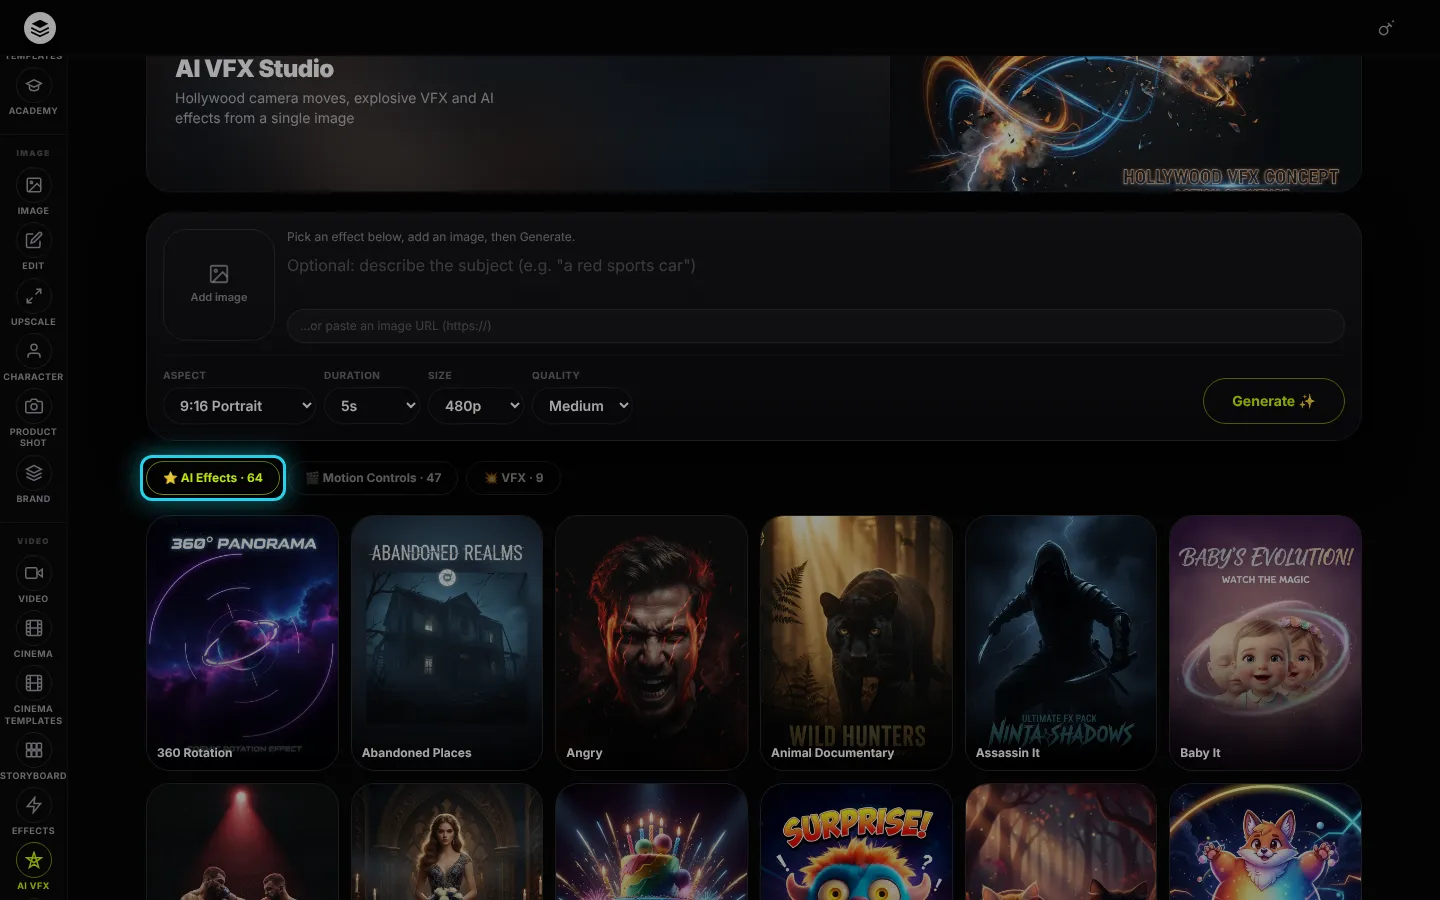 TEMPLATES
ACADEMY
IMAGE
IMAGE
EDIT
UPSCALE
CHARACTER
PRODUCT
SHOT
BRAND
VIDEO
VIDEO
CINEMA
CINEMA
TEMPLATES
STORYBOARD
EFFECTS
AI VFX
AI VFX Studio
Hollywood camera moves, explosive VFX and AI
effects from a single image
HOLLYWOOD VFX CONCEPT
Add image
Pick an effect below, add an image, then Generate.
Optional: describe the subject (e.g. "a red sports car")
...or paste an image URL (https://)
ASPECT
9:16 Portrait
DURATION
5s
SIZE
480p
QUALITY
Medium
Generate ✨
⭐ AI Effects · 64
🎬 Motion Controls · 47
💥 VFX · 9
360° PANORAMA
360 Rotation
ABANDONED REALMS
Abandoned Places
Angry
WILD HUNTERS
Animal Documentary
ULTIMATE FX PACK
NINJA SHADOWS
Assassin It
BABY'S EVOLUTION!
WATCH THE MAGIC
Baby It
SURPRISE!